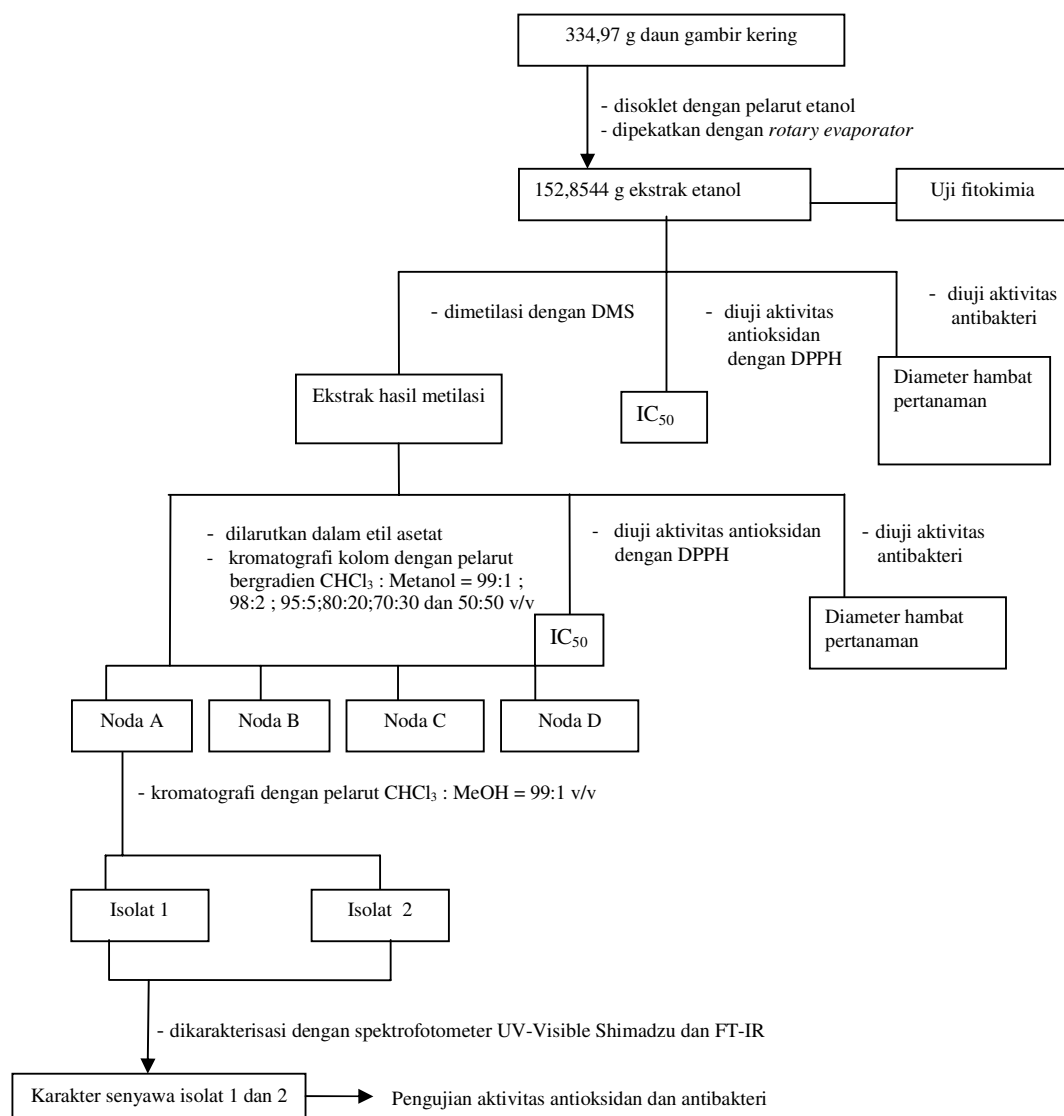 334,97 g daun gambir kering
- disoklet dengan pelarut etanol
- dipekatkan dengan rotary evaporator
152,8544 g ekstrak etanol
Uji fitokimia
- dimetilasi dengan DMS
- diuji aktivitas
antioksidan
dengan DPPH
- diuji aktivitas
antibakteri
Ekstrak hasil metilasi
IC₅₀
Diameter hambat
pertanaman
- dilarutkan dalam etil asetat
- kromatografi kolom dengan pelarut
bergradien CHCl₃ : Metanol = 99:1 ;
98:2 ; 95:5;80:20;70:30 dan 50:50 v/v
- diuji aktivitas antioksidan
dengan DPPH
- diuji aktivitas
antibakteri
IC₅₀
Diameter hambat
pertanaman
Noda A
Noda B
Noda C
Noda D
- kromatografi dengan pelarut CHCl₃ : MeOH = 99:1 v/v
Isolat 1
Isolat 2
- dikarakterisasi dengan spektrofotometer UV-Visible Shimadzu dan FT-IR
Karakter senyawa isolat 1 dan 2
Pengujian aktivitas antioksidan dan antibakteri